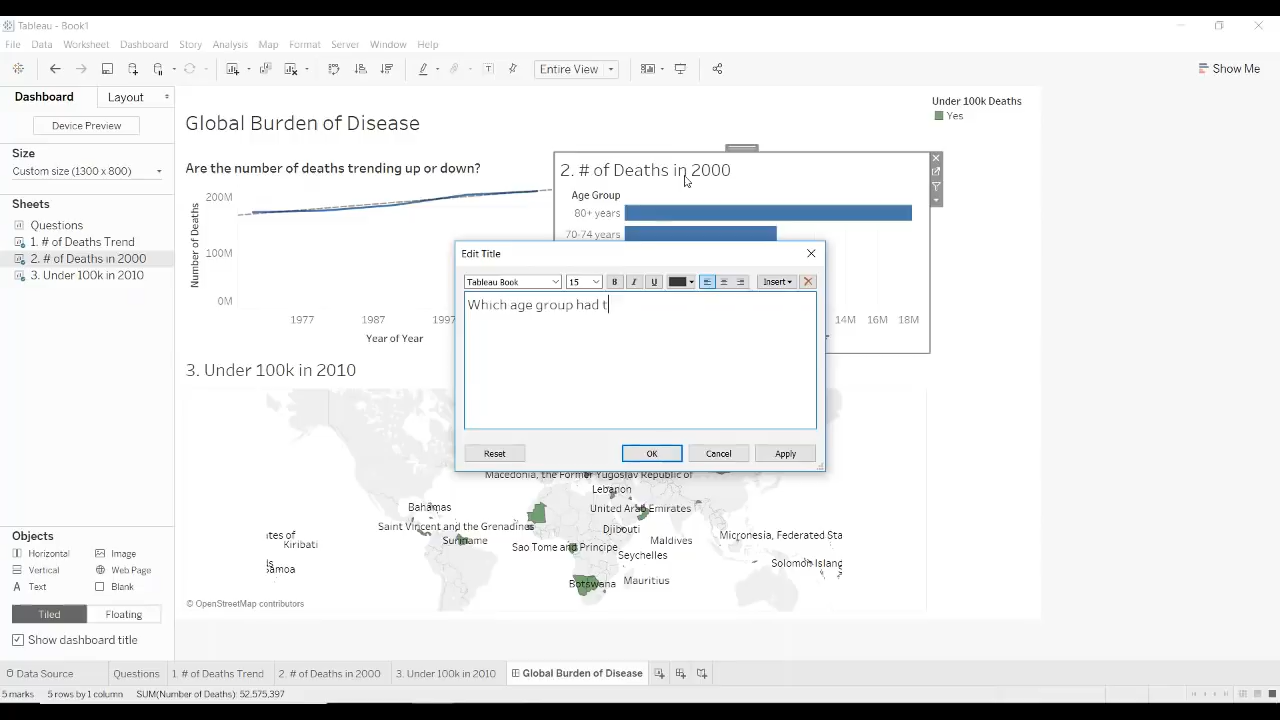 Tableau - Book1
File Data Worksheet Dashboard Story Analysis Map Format Server Window Help
Entire View
Show Me
Dashboard Layout
Device Preview
Size
Custom size (1300 x 800)
Sheets
Questions
1. # of Deaths Trend
2. # of Deaths in 2000
3. Under 100k in 2010
Objects
Horizontal Image
Vertical Web Page
A Text Blank
Tiled Floating
Show dashboard title
Global Burden of Disease
Under 100k Deaths
Yes
Are the number of deaths trending up or down?
Number of Deaths
200M
100M
0M
1977 1987 1997
Year of Year
2. # of Deaths in 2000
Age Group
80+ years
70-74 years
14M 16M 18M
Edit Title
Tableau Book 15 B I U Insert
Which age group had t
Reset OK Cancel Apply
3. Under 100k in 2010
Macedonia, the Former Yugoslav Republic of
Lebanon
Bahamas
United Arab Emirates
Saint Vincent and the Grenadines
Djibouti
ates of
Kiribati
Suriname
Sao Tome and Principe
Maldives
Micronesia, Federated Sta
Seychelles
Solomon Islan
amoa
Botswana
Mauritius
© OpenStreetMap contributors
Data Source Questions 1. # of Deaths Trend 2. # of Deaths in 2000 3. Under 100k in 2010 Global Burden of Disease
5 marks 5 rows by 1 column SUM(Number of Deaths): 52,575,397